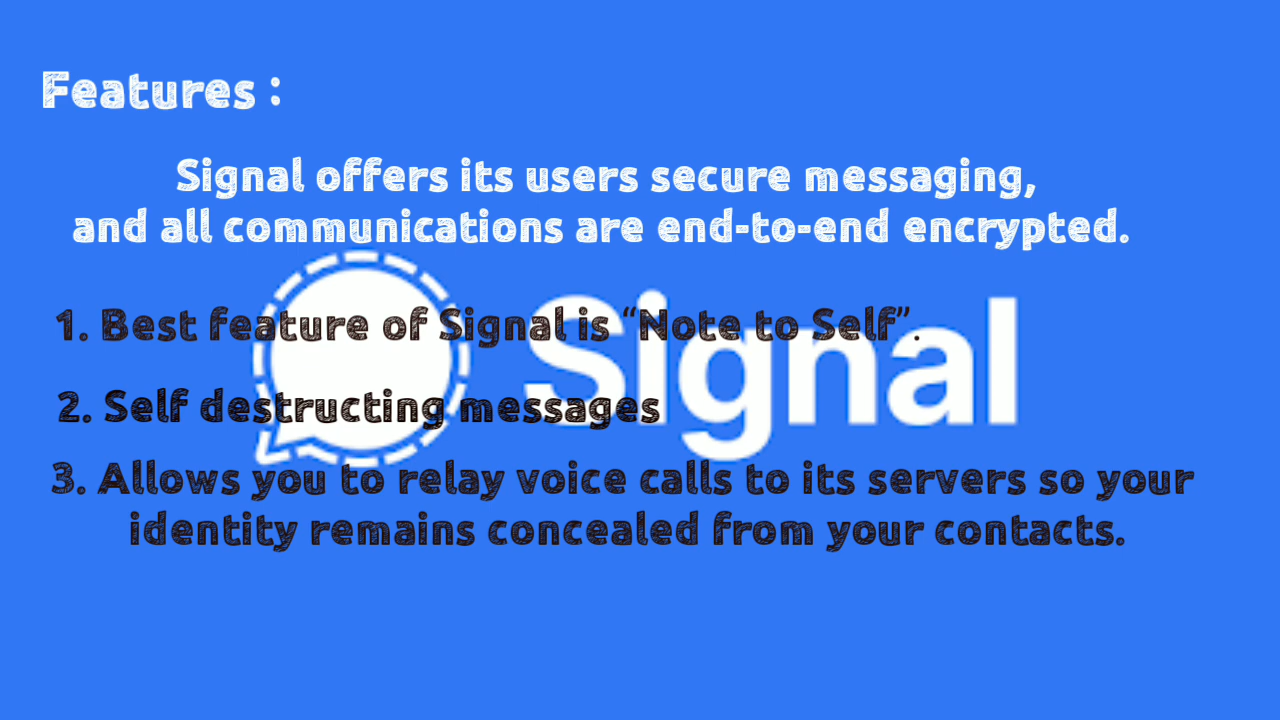 Features :
Signal offers its users secure messaging,
and all communications are end-to-end encrypted.
1. Best feature of Signal is “Note to Self”.
Signal
2. Self destructing messages
3. Allows you to relay voice calls to its servers so your
identity remains concealed from your contacts.